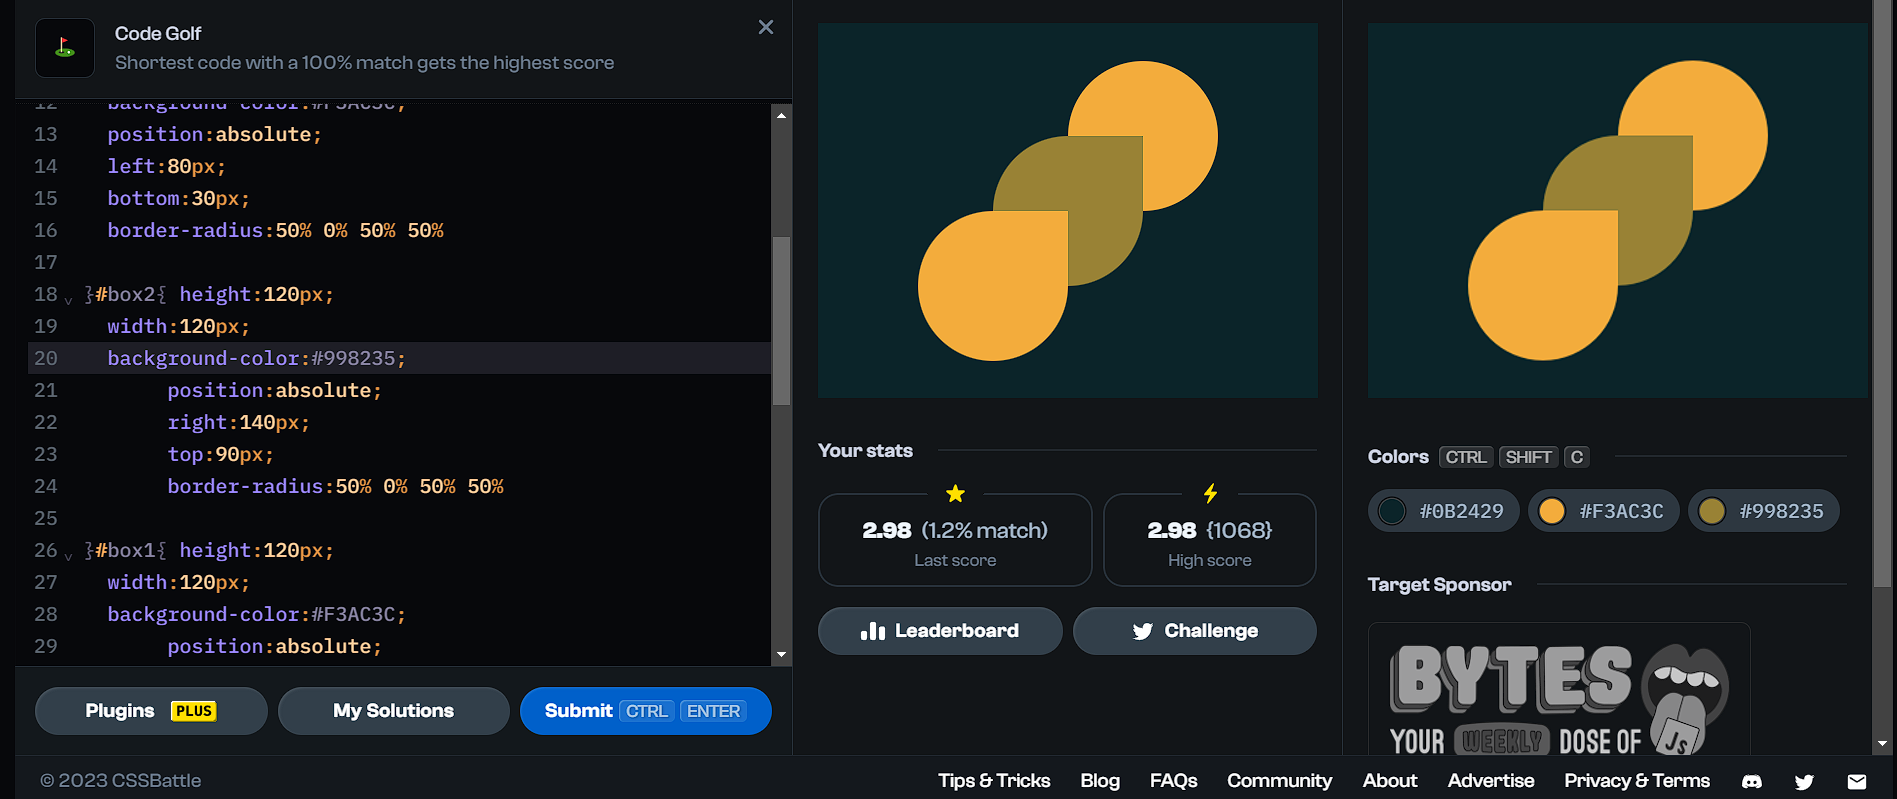 Code Golf
Shortest code with a 100% match gets the highest score
12 background-color:#F3AC3C;
13 position:absolute;
14 left:80px;
15 bottom:30px;
16 border-radius:50% 0% 50% 50%
17
18 }#box2{ height:120px;
19 width:120px;
20 background-color:#998235;
21 position:absolute;
22 right:140px;
23 top:90px;
24 border-radius:50% 0% 50% 50%
25
26 }#box1{ height:120px;
27 width:120px;
28 background-color:#F3AC3C;
29 position:absolute;
Plugins PLUS
My Solutions
Submit CTRL ENTER
Your stats
2.98 (1.2% match)
Last score
2.98 {1068}
High score
Leaderboard
Challenge
Colors CTRL SHIFT C
#0B2429 #F3AC3C #998235
Target Sponsor
BYTES
YOUR WEEKLY DOSE OF JS
© 2023 CSSBattle
Tips & Tricks Blog FAQs Community About Advertise Privacy & Terms